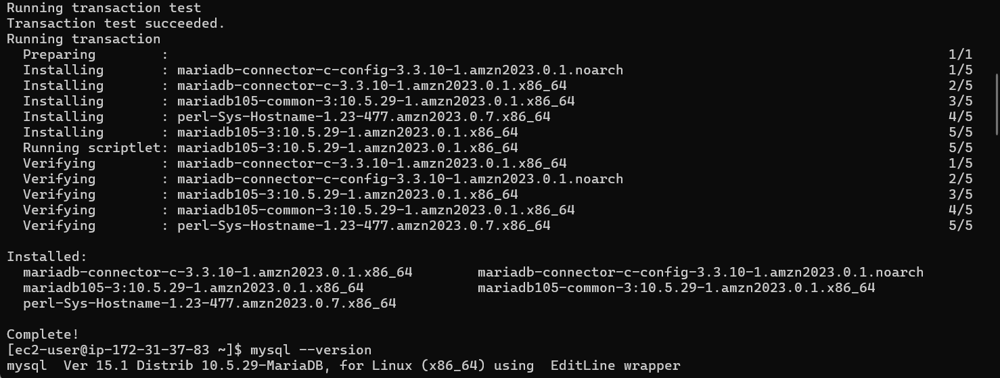 Running transaction test
Transaction test succeeded.
Running transaction
  Preparing        :                                                                                                 1/1
  Installing       : mariadb-connector-c-config-3.3.10-1.amzn2023.0.1.noarch                                        1/5
  Installing       : mariadb-connector-c-3.3.10-1.amzn2023.0.1.x86_64                                               2/5
  Installing       : mariadb105-common-3:10.5.29-1.amzn2023.0.1.x86_64                                              3/5
  Installing       : perl-Sys-Hostname-1.23-477.amzn2023.0.7.x86_64                                                 4/5
  Installing       : mariadb105-3:10.5.29-1.amzn2023.0.1.x86_64                                                     5/5
  Running scriptlet: mariadb105-3:10.5.29-1.amzn2023.0.1.x86_64                                                     5/5
  Verifying        : mariadb-connector-c-3.3.10-1.amzn2023.0.1.x86_64                                               1/5
  Verifying        : mariadb-connector-c-config-3.3.10-1.amzn2023.0.1.noarch                                        2/5
  Verifying        : mariadb105-3:10.5.29-1.amzn2023.0.1.x86_64                                                     3/5
  Verifying        : mariadb105-common-3:10.5.29-1.amzn2023.0.1.x86_64                                              4/5
  Verifying        : perl-Sys-Hostname-1.23-477.amzn2023.0.7.x86_64                                                 5/5

Installed:
  mariadb-connector-c-3.3.10-1.amzn2023.0.1.x86_64        mariadb-connector-c-config-3.3.10-1.amzn2023.0.1.noarch
  mariadb105-3:10.5.29-1.amzn2023.0.1.x86_64              mariadb105-common-3:10.5.29-1.amzn2023.0.1.x86_64
  perl-Sys-Hostname-1.23-477.amzn2023.0.7.x86_64

Complete!
[ec2-user@ip-172-31-37-83 ~]$ mysql --version
mysql  Ver 15.1 Distrib 10.5.29-MariaDB, for Linux (x86_64) using  EditLine wrapper